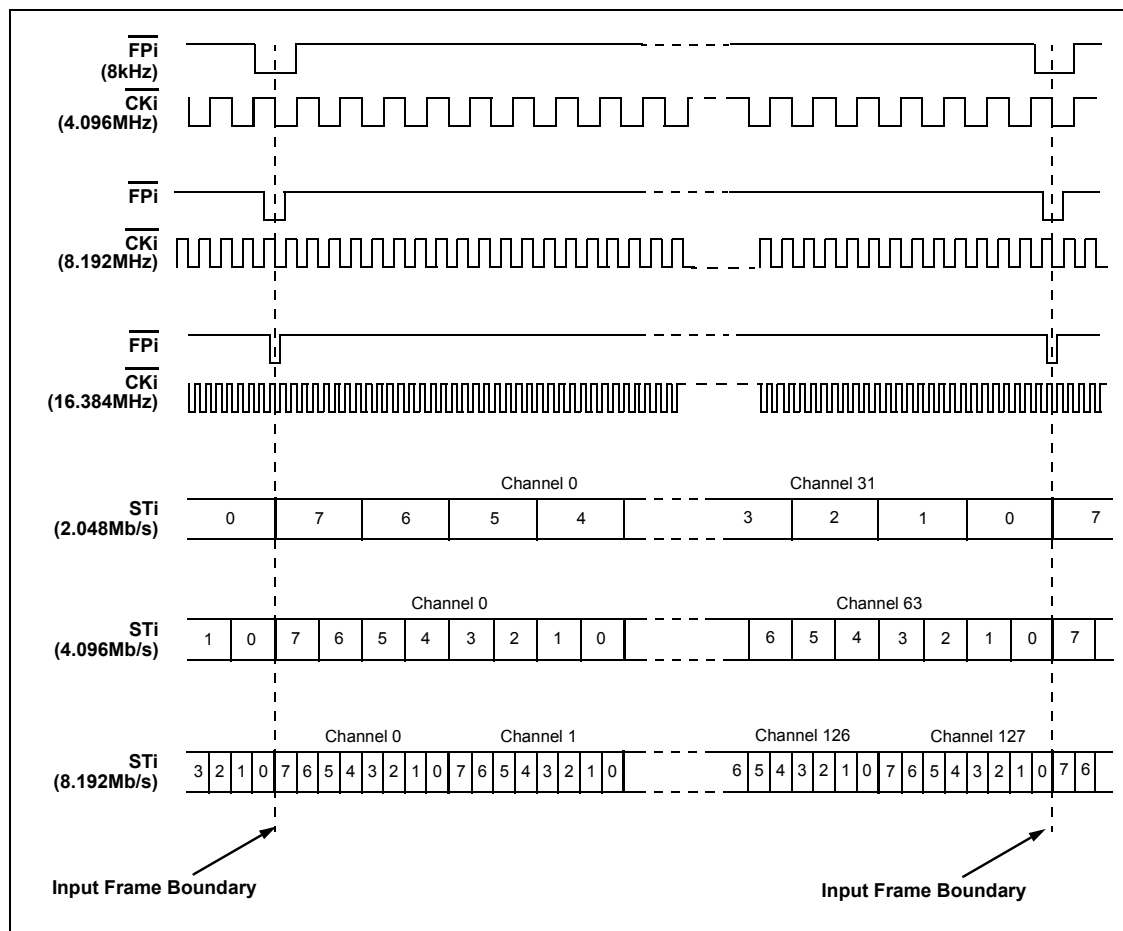 FPi
(8kHz)
CKi
(4.096MHz)
FPi
CKi
(8.192MHz)
FPi
CKi
(16.384MHz)
Channel 0 Channel 31
STi
(2.048Mb/s)
0 7 6 5 4 3 2 1 0 7
Channel 0 Channel 63
STi
(4.096Mb/s)
1 0 7 6 5 4 3 2 1 0 6 5 4 3 2 1 0 7
Channel 0 Channel 1 Channel 126 Channel 127
STi
(8.192Mb/s)
3 2 1 0 7 6 5 4 3 2 1 0 7 6 5 4 3 2 1 0 6 5 4 3 2 1 0 7 6 5 4 3 2 1 0 7 6
Input Frame Boundary Input Frame Boundary